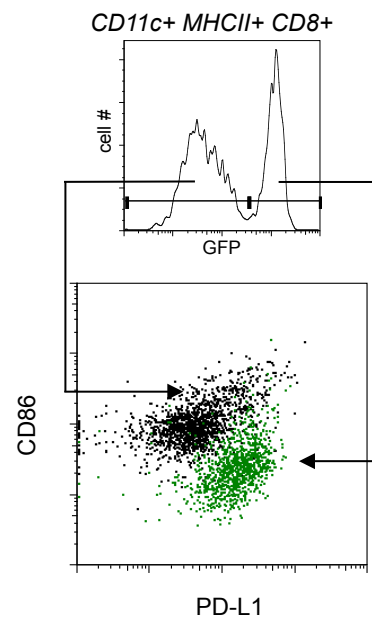 CD11c+ MHCII+ CD8+
cell #
GFP
CD86
PD-L1